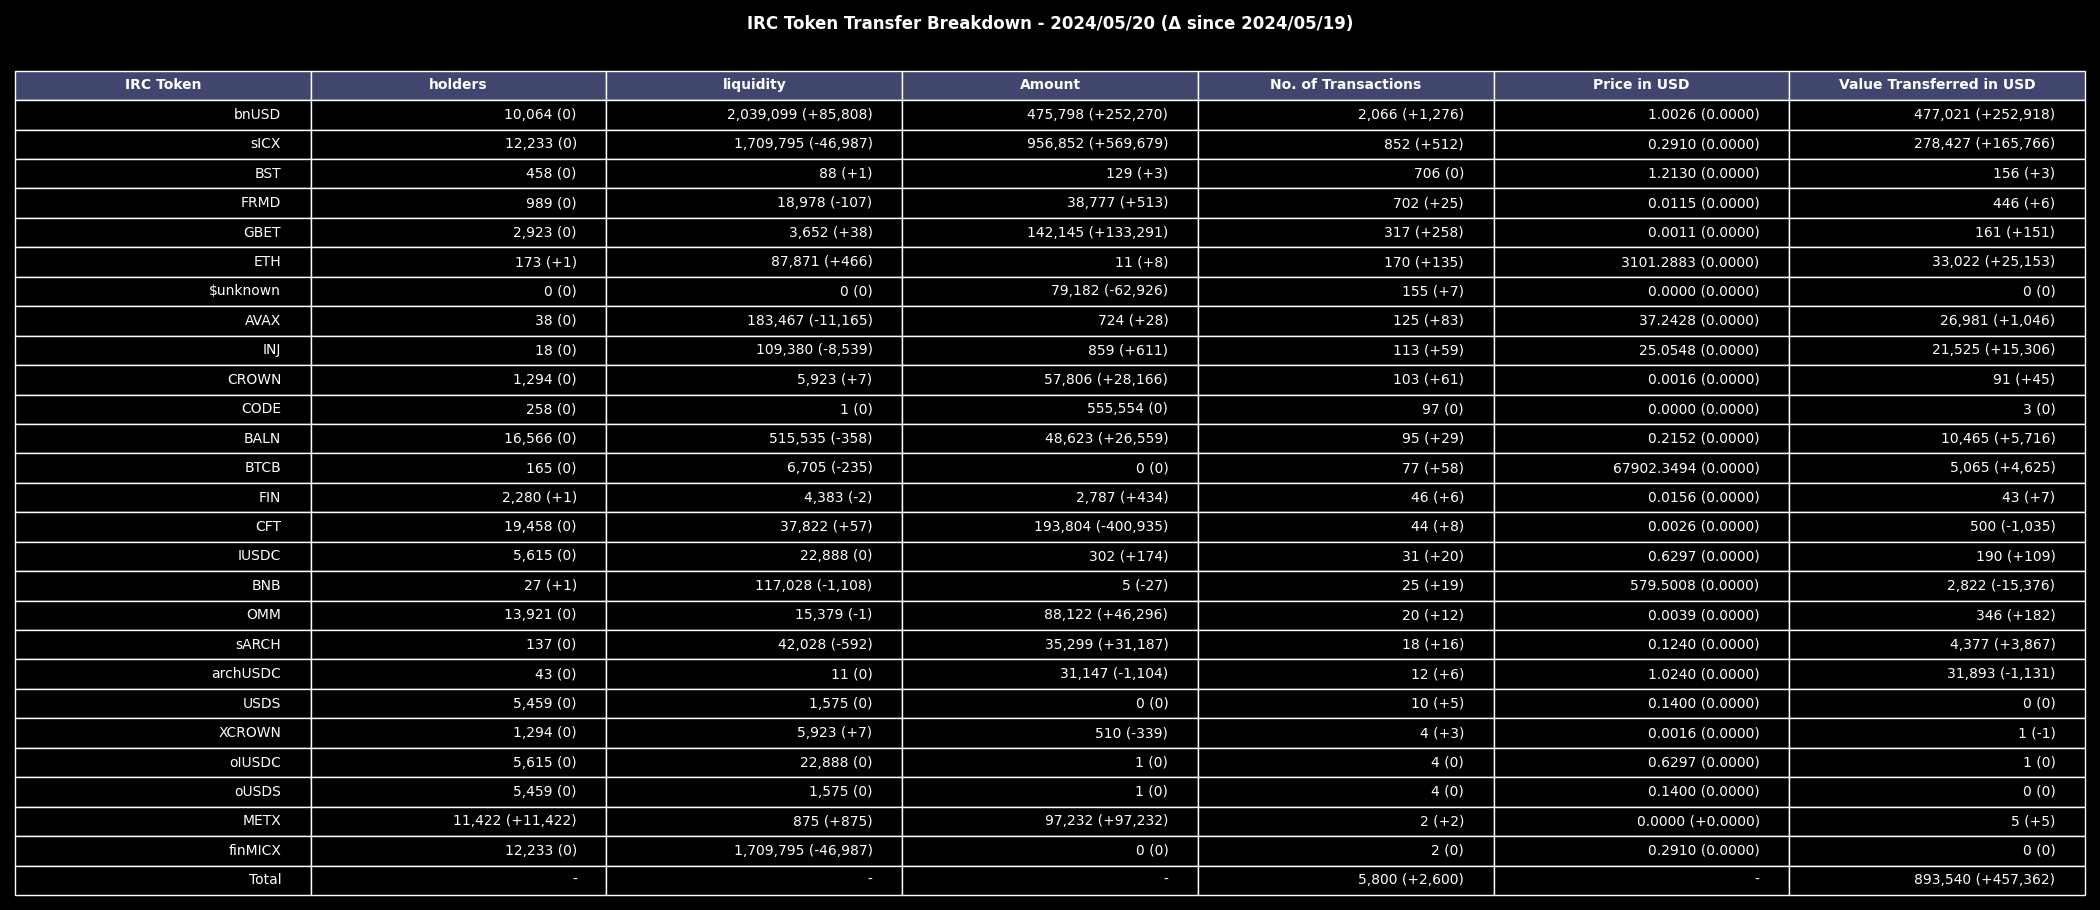 IRC Token Transfer Breakdown - 2024/05/20 (Δ since 2024/05/19)
IRC Token holders liquidity Amount No. of Transactions Price in USD Value Transferred in USD
bnUSD 10,064 (0) 2,039,099 (+85,808) 475,798 (+252,270) 2,066 (+1,276) 1.0026 (0.0000) 477,021 (+252,918)
sICX 12,233 (0) 1,709,795 (-46,987) 956,852 (+569,679) 852 (+512) 0.2910 (0.0000) 278,427 (+165,766)
BST 458 (0) 88 (+1) 129 (+3) 706 (0) 1.2130 (0.0000) 156 (+3)
FRMD 989 (0) 18,978 (-107) 38,777 (+513) 702 (+25) 0.0115 (0.0000) 446 (+6)
GBET 2,923 (0) 3,652 (+38) 142,145 (+133,291) 317 (+258) 0.0011 (0.0000) 161 (+151)
ETH 173 (+1) 87,871 (+466) 11 (+8) 170 (+135) 3101.2883 (0.0000) 33,022 (+25,153)
$unknown 0 (0) 0 (0) 79,182 (-62,926) 155 (+7) 0.0000 (0.0000) 0 (0)
AVAX 38 (0) 183,467 (-11,165) 724 (+28) 125 (+83) 37.2428 (0.0000) 26,981 (+1,046)
INJ 18 (0) 109,380 (-8,539) 859 (+611) 113 (+59) 25.0548 (0.0000) 21,525 (+15,306)
CROWN 1,294 (0) 5,923 (+7) 57,806 (+28,166) 103 (+61) 0.0016 (0.0000) 91 (+45)
CODE 258 (0) 1 (0) 555,554 (0) 97 (0) 0.0000 (0.0000) 3 (0)
BALN 16,566 (0) 515,535 (-358) 48,623 (+26,559) 95 (+29) 0.2152 (0.0000) 10,465 (+5,716)
BTCB 165 (0) 6,705 (-235) 0 (0) 77 (+58) 67902.3494 (0.0000) 5,065 (+4,625)
FIN 2,280 (+1) 4,383 (-2) 2,787 (+434) 46 (+6) 0.0156 (0.0000) 43 (+7)
CFT 19,458 (0) 37,822 (+57) 193,804 (-400,935) 44 (+8) 0.0026 (0.0000) 500 (-1,035)
IUSDC 5,615 (0) 22,888 (0) 302 (+174) 31 (+20) 0.6297 (0.0000) 190 (+109)
BNB 27 (+1) 117,028 (-1,108) 5 (-27) 25 (+19) 579.5008 (0.0000) 2,822 (-15,376)
OMM 13,921 (0) 15,379 (-1) 88,122 (+46,296) 20 (+12) 0.0039 (0.0000) 346 (+182)
sARCH 137 (0) 42,028 (-592) 35,299 (+31,187) 18 (+16) 0.1240 (0.0000) 4,377 (+3,867)
archUSDC 43 (0) 11 (0) 31,147 (-1,104) 12 (+6) 1.0240 (0.0000) 31,893 (-1,131)
USDS 5,459 (0) 1,575 (0) 0 (0) 10 (+5) 0.1400 (0.0000) 0 (0)
XCROWN 1,294 (0) 5,923 (+7) 510 (-339) 4 (+3) 0.0016 (0.0000) 1 (-1)
oIUSDC 5,615 (0) 22,888 (0) 1 (0) 4 (0) 0.6297 (0.0000) 1 (0)
oUSDS 5,459 (0) 1,575 (0) 1 (0) 4 (0) 0.1400 (0.0000) 0 (0)
METX 11,422 (+11,422) 875 (+875) 97,232 (+97,232) 2 (+2) 0.0000 (+0.0000) 5 (+5)
finMICX 12,233 (0) 1,709,795 (-46,987) 0 (0) 2 (0) 0.2910 (0.0000) 0 (0)
Total - - - 5,800 (+2,600) - 893,540 (+457,362)